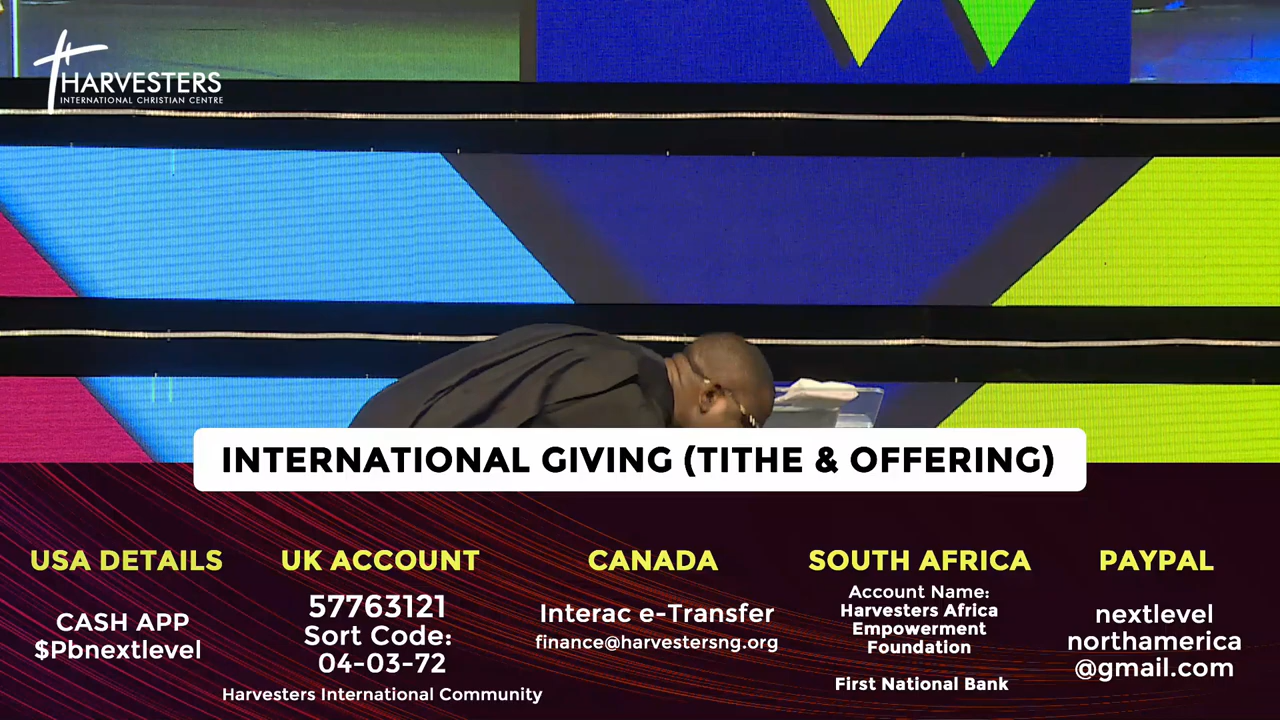 HARVESTERS
INTERNATIONAL CHRISTIAN CENTRE
INTERNATIONAL GIVING (TITHE & OFFERING)
USA DETAILS
CASH APP
$Pbnextlevel
UK ACCOUNT
57763121
Sort Code:
04-03-72
Harvesters International Community
CANADA
Interac e-Transfer
finance@harvestersng.org
SOUTH AFRICA
Account Name:
Harvesters Africa
Empowerment
Foundation
First National Bank
PAYPAL
nextlevel
northamerica
@gmail.com